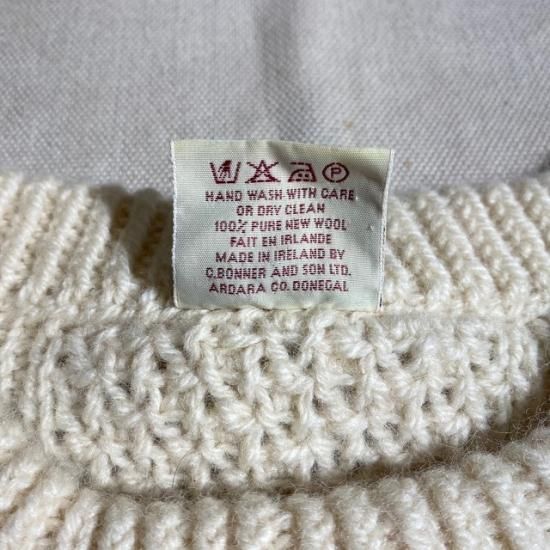 P
HAND WASH WITH CARE
OR DRY CLEAN
100% PURE NEW WOOL
FAIT EN IRLANDE
MADE IN IRELAND BY
C.BONNER AND SON LTD.
ARDARA CO. DONEGAL